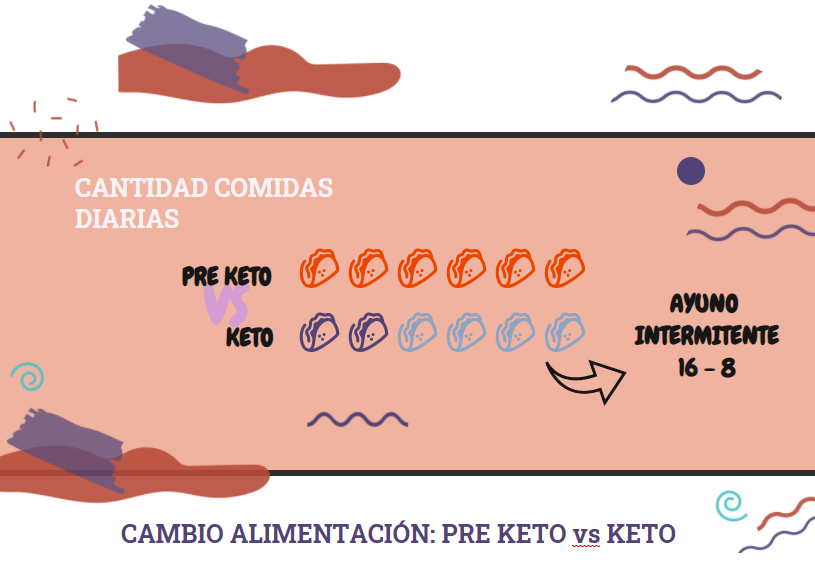 CANTIDAD COMIDAS
DIARIAS
PRE KETO
VS
KETO
AYUNO
INTERMITENTE
16 - 8
CAMBIO ALIMENTACIÓN: PRE KETO vs KETO